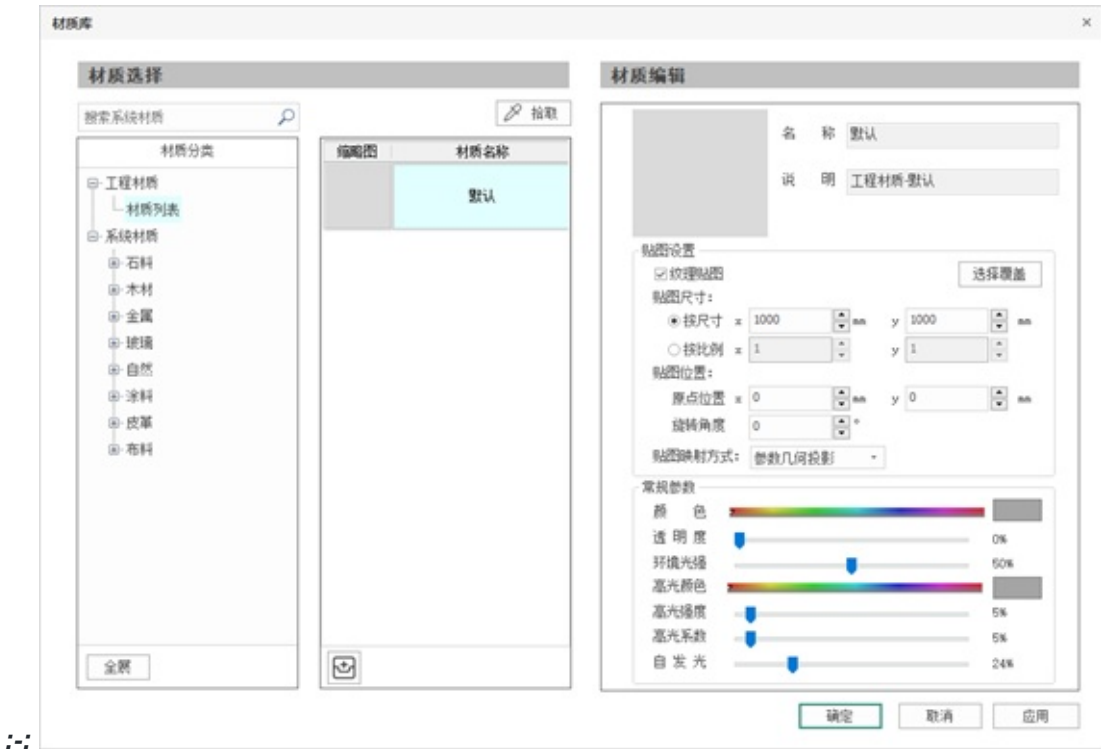 材质库
材质选择
材质编辑
搜索系统材质
拾取
材质分类
工程材质
材质列表
系统材质
石料
木材
金属
玻璃
自然
涂料
皮革
布料
全展
缩略图 材质名称
默认
名 称 默认
说 明 工程材质-默认
贴图设置
纹理贴图 选择覆盖
贴图尺寸:
按尺寸 x 1000 mm y 1000 mm
按比例 x 1 y 1
贴图位置:
原点位置 x 0 mm y 0 mm
旋转角度 0 °
贴图映射方式: 参数几何投影
常规参数
颜 色
透 明 度 0%
环境光强 50%
高光颜色
高光强度 5%
高光系数 5%
自 发 光 24%
确定 取消 应用
:-: